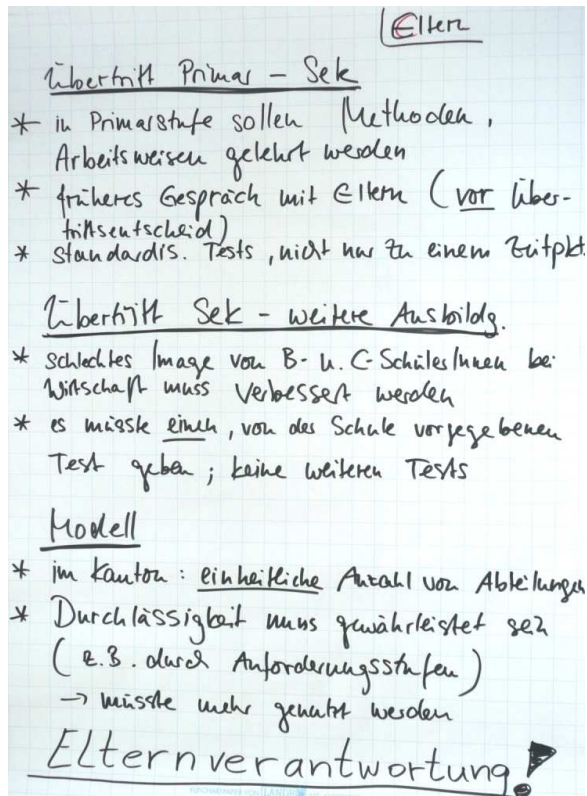 Eltern
Übertritt Primar – Sek
* in Primarstufe sollen Methoden,
Arbeitsweisen gelehrt werden
* früheres Gespräch mit Eltern (vor Über-
trittsentscheid)
* standardis. Tests, nicht nur zu einem Zeitpkt.
Übertritt Sek – weitere Ausbildg.
* schlechtes Image von B- u. C-SchülerInnen bei
Wirtschaft muss verbessert werden
* es müsste einen, von der Schule vorgegebenen
Test geben; keine weiteren Tests
Modell
* im Kanton: einheitliche Anzahl von Abteilungen
* Durchlässigkeit muss gewährleistet sein
(z.B. durch Anforderungsstufen)
→ müsste mehr genutzt werden
Elternverantwortung!